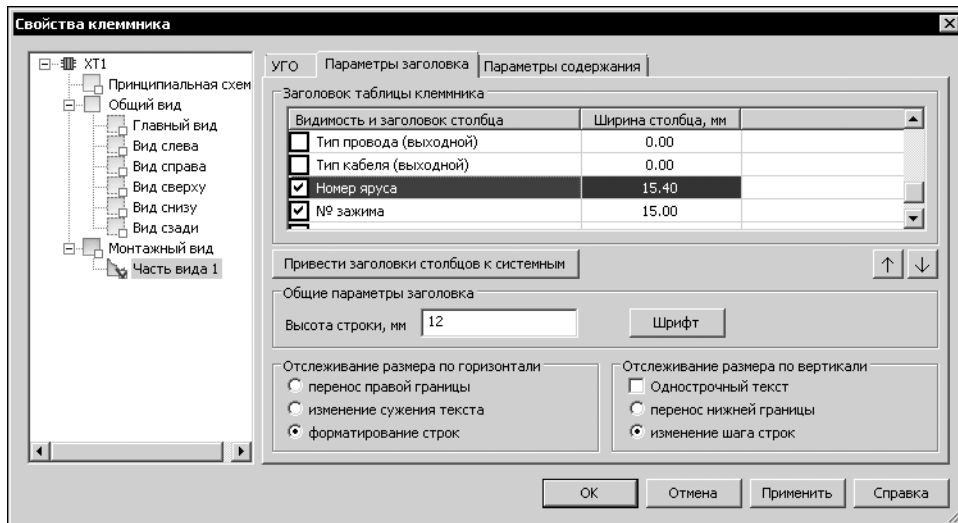 Свойства клеммника
XT1
Принципиальная схем
Общий вид
Главный вид
Вид слева
Вид справа
Вид сверху
Вид снизу
Вид сзади
Монтажный вид
Часть вида 1
УГО Параметры заголовка Параметры содержания
Заголовок таблицы клеммника
Видимость и заголовок столбца Ширина столбца, мм
Тип провода (выходной) 0.00
Тип кабеля (выходной) 0.00
Номер яруса 15.40
№ зажима 15.00
Привести заголовки столбцов к системным
Общие параметры заголовка
Высота строки, мм 12 Шрифт
Отслеживание размера по горизонтали
перенос правой границы
изменение сужения текста
форматирование строк
Отслеживание размера по вертикали
Однострочный текст
перенос нижней границы
изменение шага строк
ОК Отмена Применить Справка